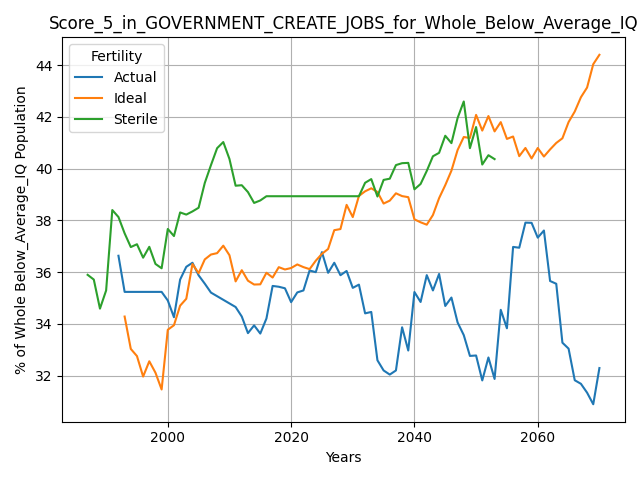 Score_5_in_GOVERNMENT_CREATE_JOBS_for_Whole_Below_Average_IQ
Fertility
Actual
Ideal
Sterile
% of Whole Below_Average_IQ Population
44
42
40
38
36
34
32
2000
2020
2040
2060
Years